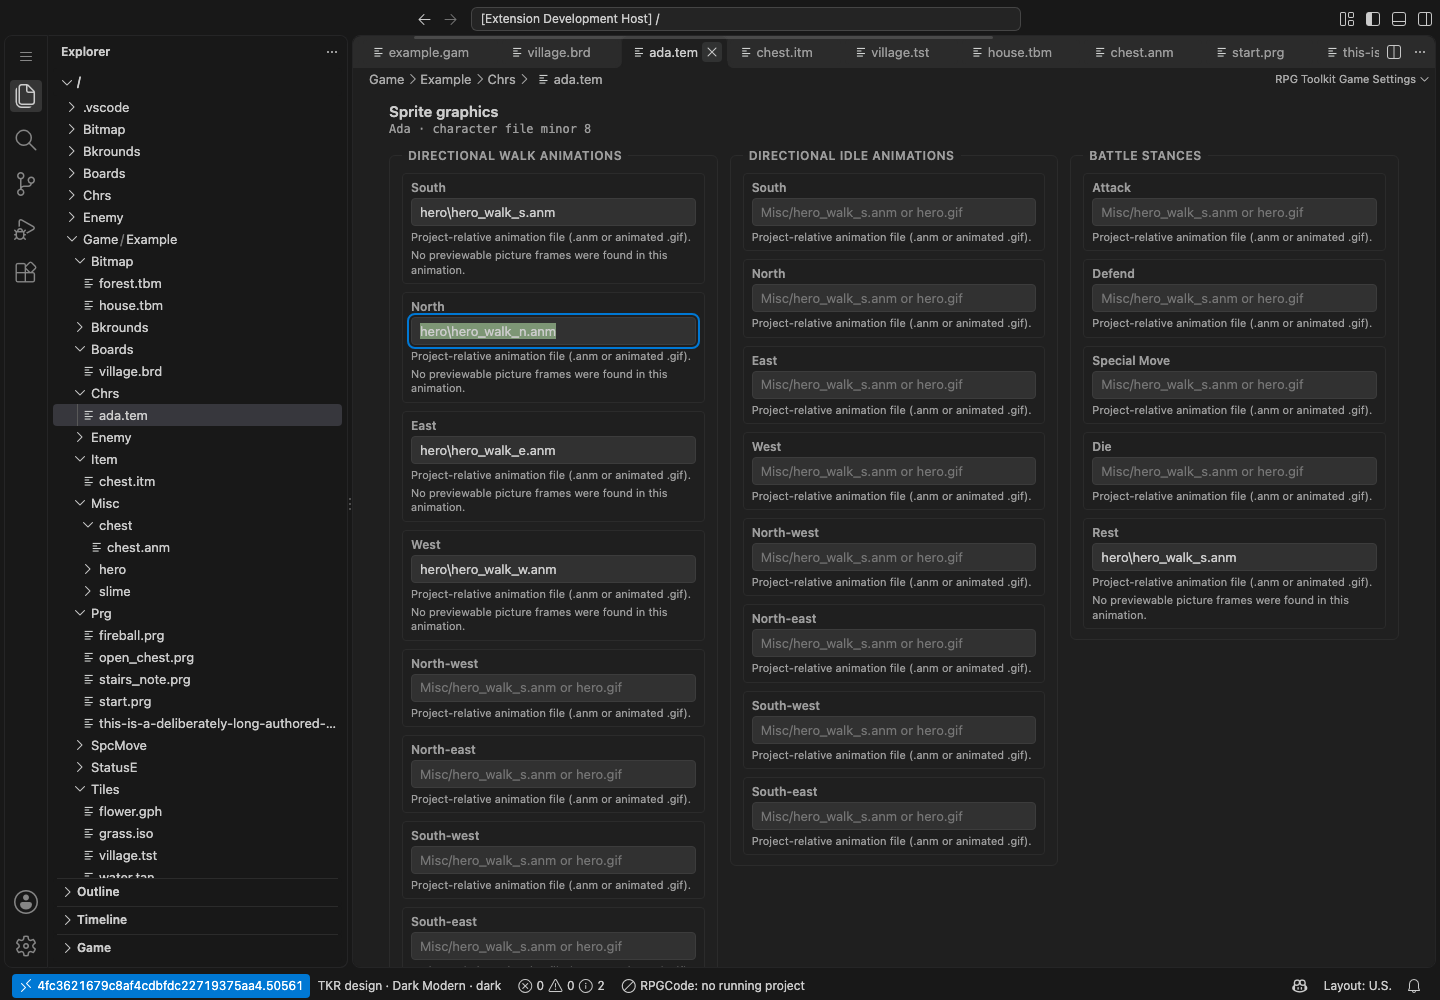 [Extension Development Host] /
Explorer
/
.vscode
Bitmap
Bkrounds
Boards
Chrs
Enemy
Game / Example
Bitmap
forest.tbm
house.tbm
Bkrounds
Boards
village.brd
Chrs
ada.tem
Enemy
Item
chest.itm
Misc
chest
chest.anm
hero
slime
Prg
fireball.prg
open_chest.prg
stairs_note.prg
start.prg
this-is-a-deliberately-long-authored-...
SpcMove
StatusE
Tiles
flower.gph
grass.iso
village.tst
water.tan
Outline
Timeline
Game
example.gam
village.brd
ada.tem
chest.itm
village.tst
house.tbm
chest.anm
start.prg
this-is
Game > Example > Chrs > ada.tem
RPG Toolkit Game Settings
Sprite graphics
Ada · character file minor 8
DIRECTIONAL WALK ANIMATIONS
South
hero\hero_walk_s.anm
Project-relative animation file (.anm or animated .gif).
No previewable picture frames were found in this
animation.
North
hero\hero_walk_n.anm
Project-relative animation file (.anm or animated .gif).
No previewable picture frames were found in this
animation.
East
hero\hero_walk_e.anm
Project-relative animation file (.anm or animated .gif).
No previewable picture frames were found in this
animation.
West
hero\hero_walk_w.anm
Project-relative animation file (.anm or animated .gif).
No previewable picture frames were found in this
animation.
North-west
Misc/hero_walk_s.anm or hero.gif
Project-relative animation file (.anm or animated .gif).
North-east
Misc/hero_walk_s.anm or hero.gif
Project-relative animation file (.anm or animated .gif).
South-west
Misc/hero_walk_s.anm or hero.gif
Project-relative animation file (.anm or animated .gif).
South-east
Misc/hero_walk_s.anm or hero.gif
DIRECTIONAL IDLE ANIMATIONS
South
Misc/hero_walk_s.anm or hero.gif
Project-relative animation file (.anm or animated .gif).
North
Misc/hero_walk_s.anm or hero.gif
Project-relative animation file (.anm or animated .gif).
East
Misc/hero_walk_s.anm or hero.gif
Project-relative animation file (.anm or animated .gif).
West
Misc/hero_walk_s.anm or hero.gif
Project-relative animation file (.anm or animated .gif).
North-west
Misc/hero_walk_s.anm or hero.gif
Project-relative animation file (.anm or animated .gif).
North-east
Misc/hero_walk_s.anm or hero.gif
Project-relative animation file (.anm or animated .gif).
South-west
Misc/hero_walk_s.anm or hero.gif
Project-relative animation file (.anm or animated .gif).
South-east
Misc/hero_walk_s.anm or hero.gif
Project-relative animation file (.anm or animated .gif).
BATTLE STANCES
Attack
Misc/hero_walk_s.anm or hero.gif
Project-relative animation file (.anm or animated .gif).
Defend
Misc/hero_walk_s.anm or hero.gif
Project-relative animation file (.anm or animated .gif).
Special Move
Misc/hero_walk_s.anm or hero.gif
Project-relative animation file (.anm or animated .gif).
Die
Misc/hero_walk_s.anm or hero.gif
Project-relative animation file (.anm or animated .gif).
Rest
hero\hero_walk_s.anm
Project-relative animation file (.anm or animated .gif).
No previewable picture frames were found in this
animation.
4fc3621679c8af4cdbfdc22719375aa4.50561 TKR design · Dark Modern · dark 0 0 2 RPGCode: no running project Layout: U.S.